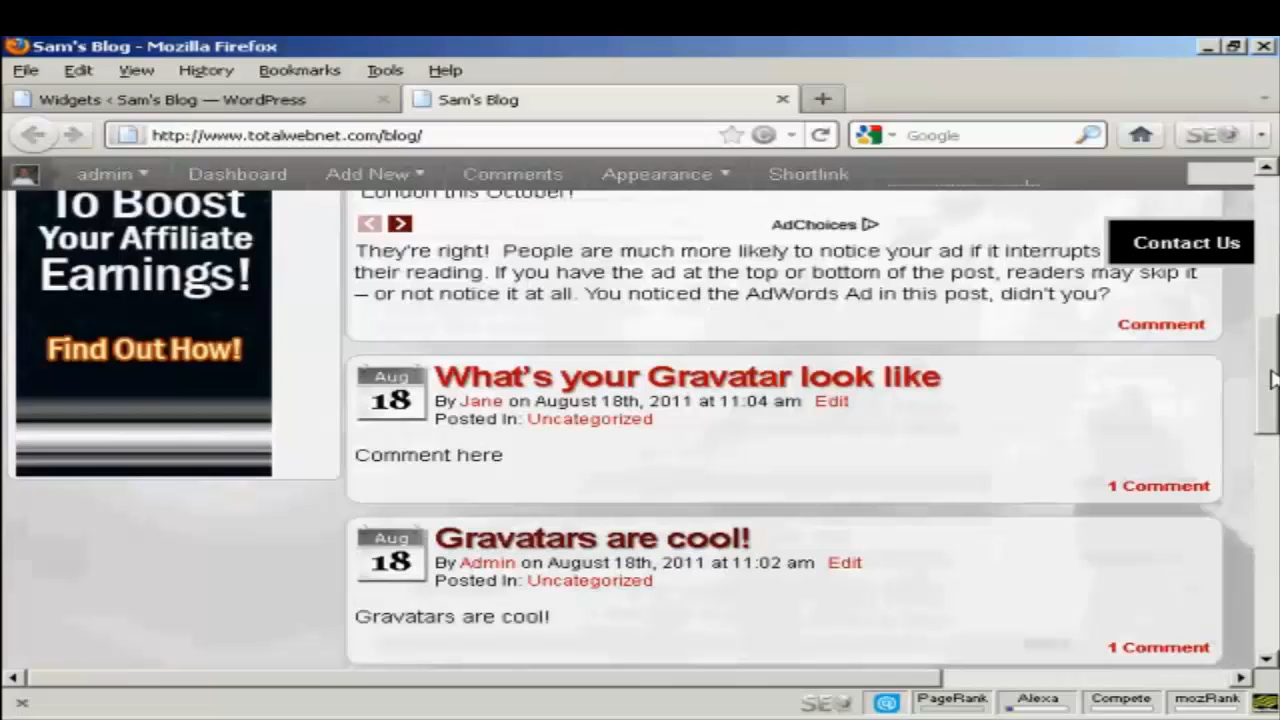 Sam's Blog - Mozilla Firefox
File Edit View History Bookmarks Tools Help
Widgets ‹ Sam's Blog — WordPress
Sam's Blog
http://www.totalwebnet.com/blog/
Google
SEO
admin Dashboard Add New Comments Appearance Shortlink
To Boost
Your Affiliate
Earnings!
Find Out How!
London this October!
AdChoices
They're right! People are much more likely to notice your ad if it interrupts
their reading. If you have the ad at the top or bottom of the post, readers may skip it
– or not notice it at all. You noticed the AdWords Ad in this post, didn't you?
Contact Us
Comment
Aug
18
What's your Gravatar look like
By Jane on August 18th, 2011 at 11:04 am Edit
Posted In: Uncategorized
Comment here
1 Comment
Aug
18
Gravatars are cool!
By Admin on August 18th, 2011 at 11:02 am Edit
Posted In: Uncategorized
Gravatars are cool!
1 Comment
SEO PageRank Alexa Compete mozRank